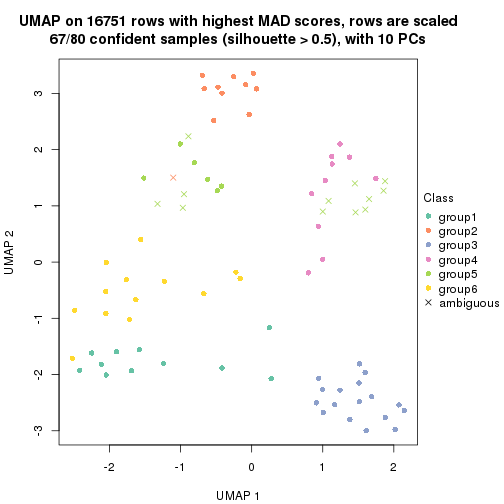 UMAP on 16751 rows with highest MAD scores, rows are scaled
67/80 confident samples (silhouette > 0.5), with 10 PCs
3
2
1
0
-1
-2
-3
UMAP 2
-2
-1
0
1
2
UMAP 1
Class
group1
group2
group3
group4
group5
group6
ambiguous